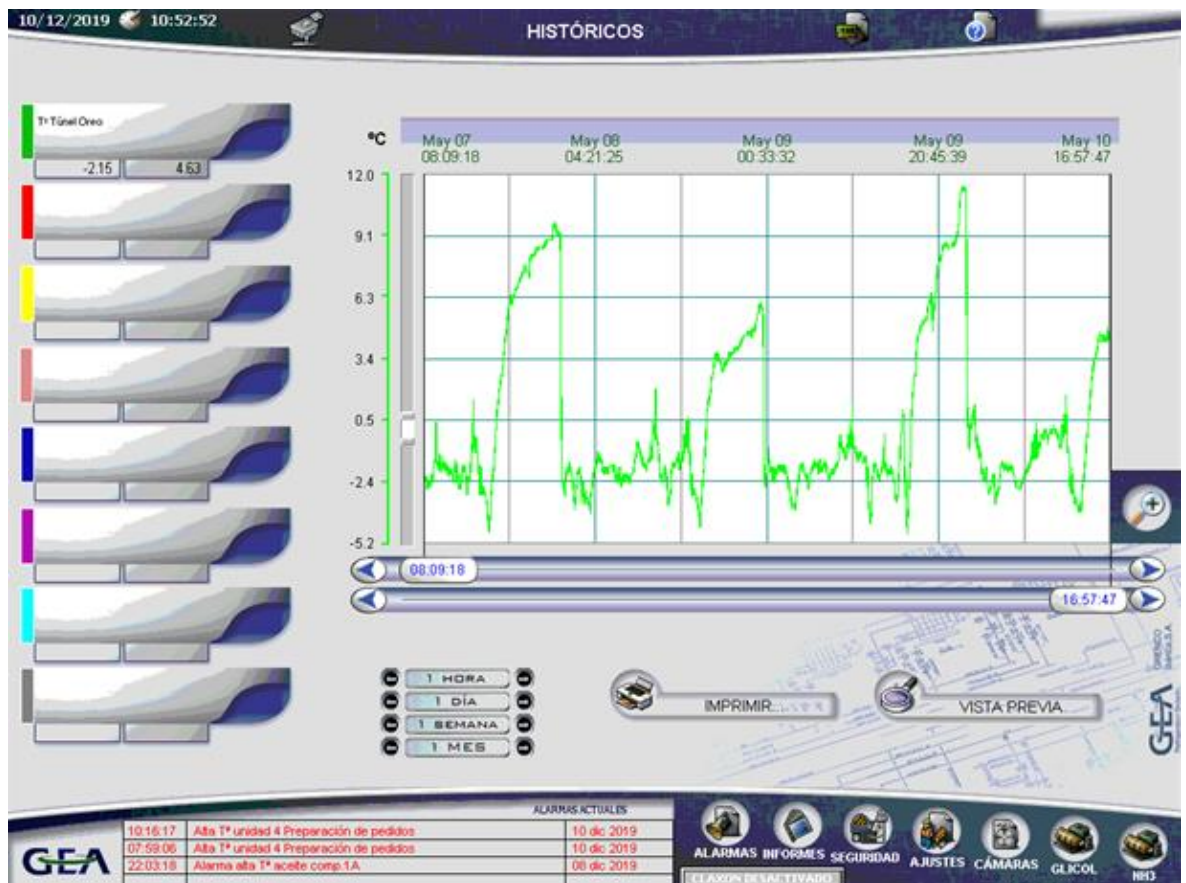 10/12/2019 10:52:52
HISTÓRICOS
Tª Túnel Oreo
-2.15 4.63
ºC
May 07 May 08 May 09 May 09 May 10
08:09:18 04:21:25 00:33:32 20:45:39 16:57:47
12.0
9.1
6.3
3.4
0.5
-2.4
-5.2
08:09:18
16:57:47
1 HORA
1 DÍA
1 SEMANA
1 MES
IMPRIMIR...
VISTA PREVIA
GEA
ALARMAS ACTUALES
10:16:17 Alta Tª unidad 4 Preparación de pedidos 10 dic 2019
07:59:06 Alta Tª unidad 4 Preparación de pedidos 10 dic 2019
22:03:18 Alarma alta Tª aceite comp.1A 08 dic 2019
GEA
ALARMAS INFORMES SEGURIDAD AJUSTES CÁMARAS GLICOL NH3
CLAXON DESACTIVADO